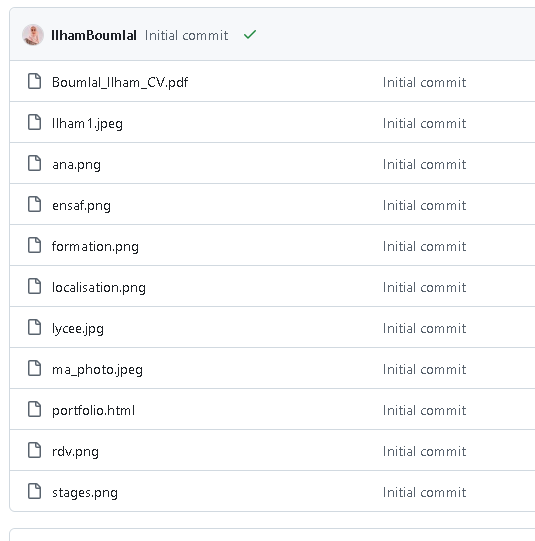 IlhamBoumlal Initial commit
Boumlal_Ilham_CV.pdf Initial commit
Ilham1.jpeg Initial commit
ana.png Initial commit
ensaf.png Initial commit
formation.png Initial commit
localisation.png Initial commit
lycee.jpg Initial commit
ma_photo.jpeg Initial commit
portfolio.html Initial commit
rdv.png Initial commit
stages.png Initial commit